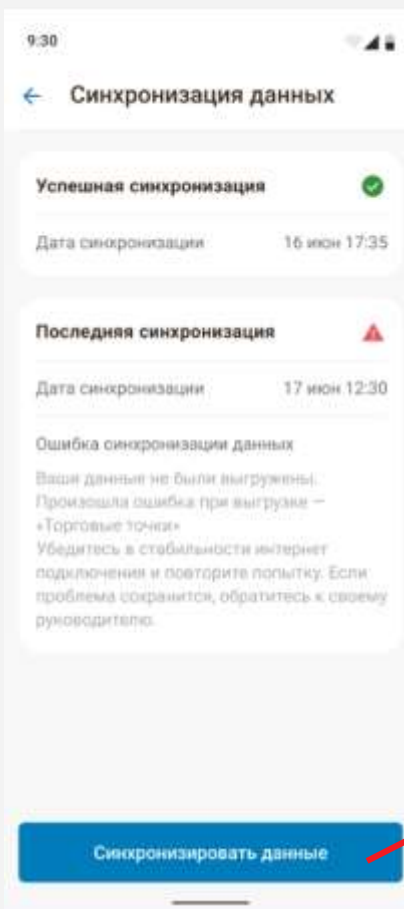 9:30
Синхронизация данных
Успешная синхронизация
Дата синхронизации 16 июн 17:35
Последняя синхронизация
Дата синхронизации 17 июн 12:30
Ошибка синхронизации данных
Ваши данные не были выгружены.
Произошла ошибка при выгрузке —
«Торговые точки»
Убедитесь в стабильности интернет
подключения и повторите попытку. Если
проблема сохранится, обратитесь к своему
руководителю.
Синхронизировать данные